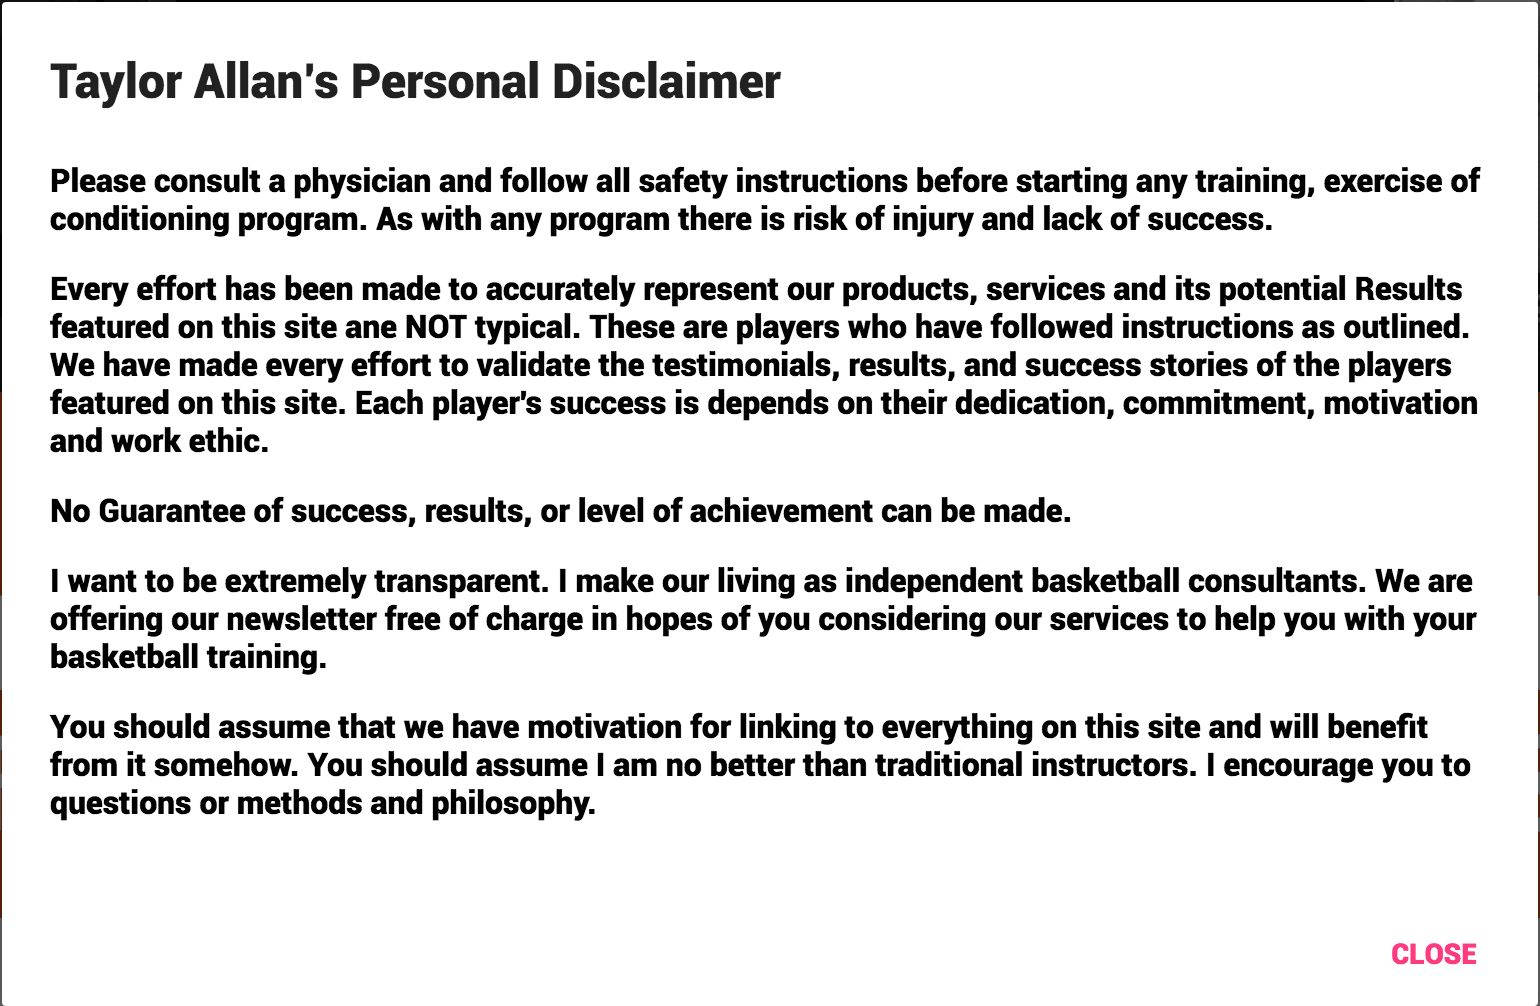 Taylor Allan's Personal Disclaimer
Please consult a physician and follow all safety instructions before starting any training, exercise of
conditioning program. As with any program there is risk of injury and lack of success.
Every effort has been made to accurately represent our products, services and its potential Results
featured on this site ane NOT typical. These are players who have followed instructions as outlined.
We have made every effort to validate the testimonials, results, and success stories of the players
featured on this site. Each player's success is depends on their dedication, commitment, motivation
and work ethic.
No Guarantee of success, results, or level of achievement can be made.
I want to be extremely transparent. I make our living as independent basketball consultants. We are
offering our newsletter free of charge in hopes of you considering our services to help you with your
basketball training.
You should assume that we have motivation for linking to everything on this site and will benefit
from it somehow. You should assume I am no better than traditional instructors. I encourage you to
questions or methods and philosophy.
CLOSE